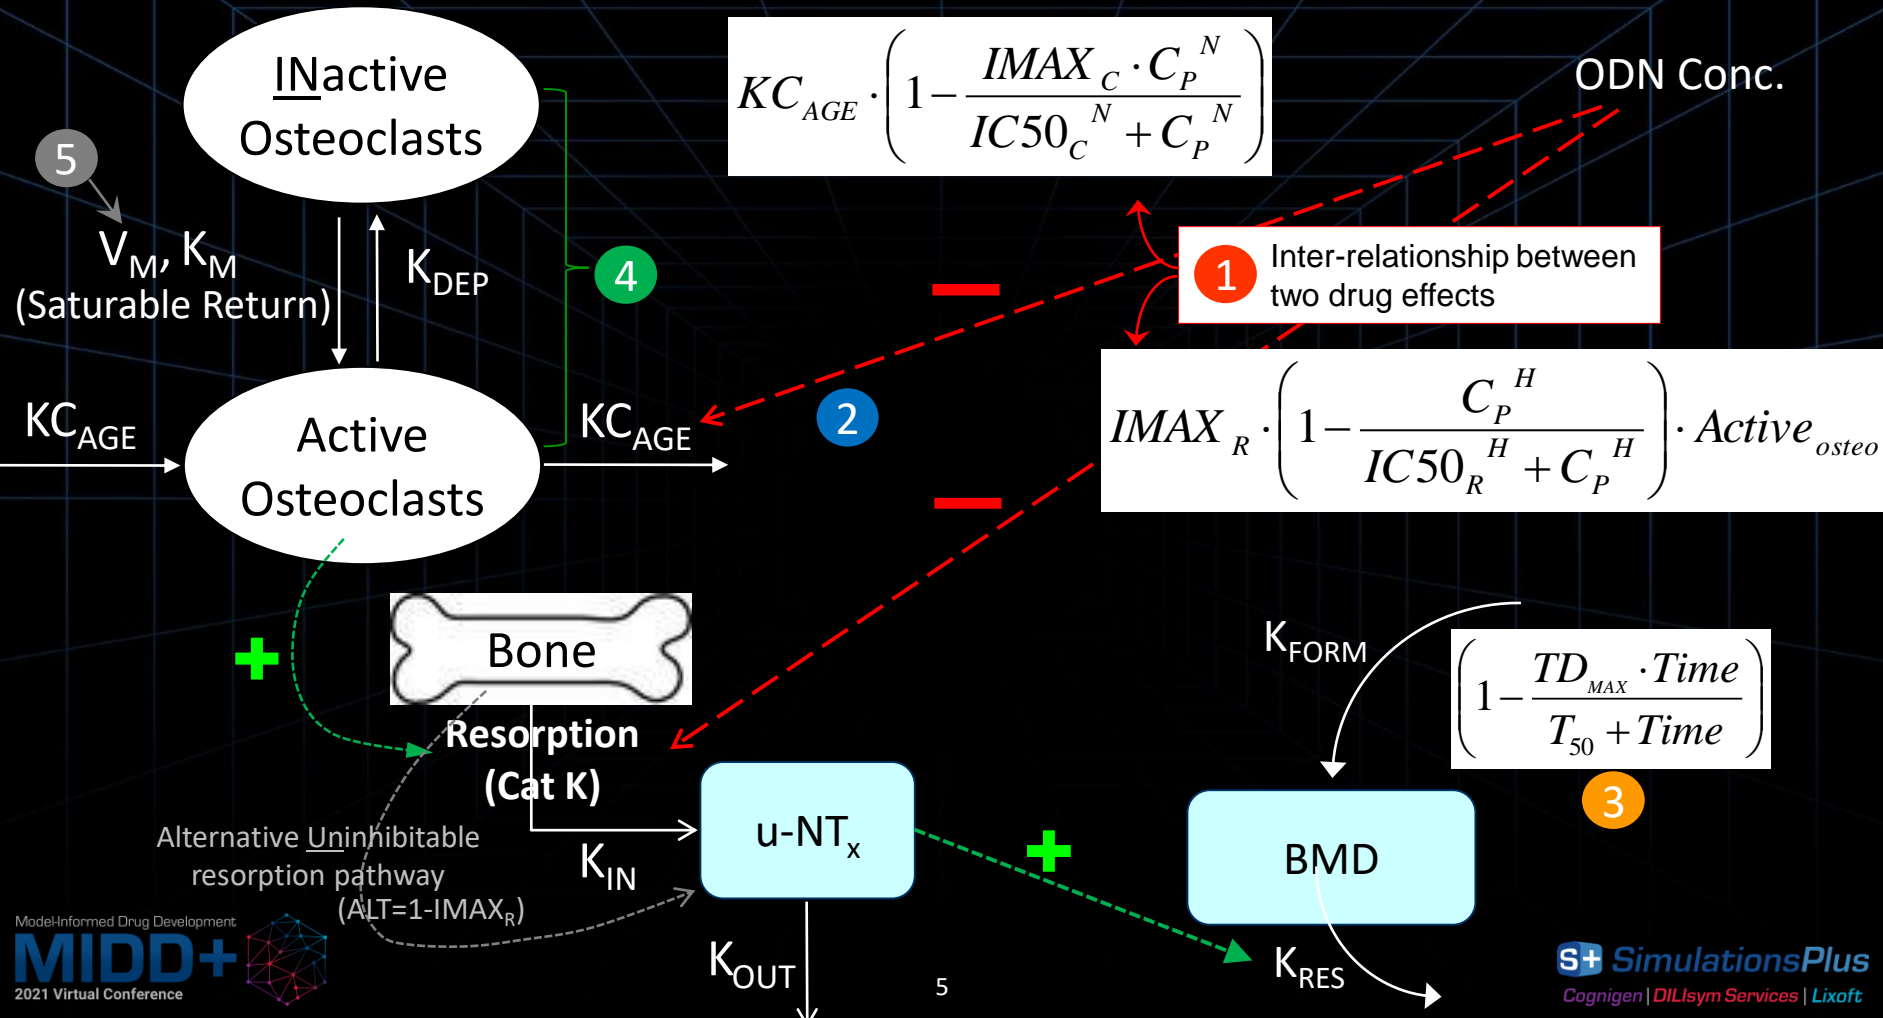 INactive
Osteoclasts
KC_AGE · (1 − (IMAX_C · C_P^N) / (IC50_C^N + C_P^N))
ODN Conc.
5
V_M, K_M
(Saturable Return)
K_DEP
4
1
Inter-relationship between
two drug effects
KC_AGE
Active
Osteoclasts
KC_AGE
2
IMAX_R · (1 − C_P^H / (IC50_R^H + C_P^H)) · Active_osteo
Bone
Resorption
(Cat K)
K_FORM
(1 − (TD_MAX · Time) / (T_50 + Time))
3
Alternative Uninhibitable
resorption pathway
(ALT=1-IMAX_R)
K_IN
u-NT_x
BMD
K_OUT
K_RES
Model-Informed Drug Development
MIDD+
2021 Virtual Conference
5
S+ SimulationsPlus
Cognigen | DILIsym Services | Lixoft